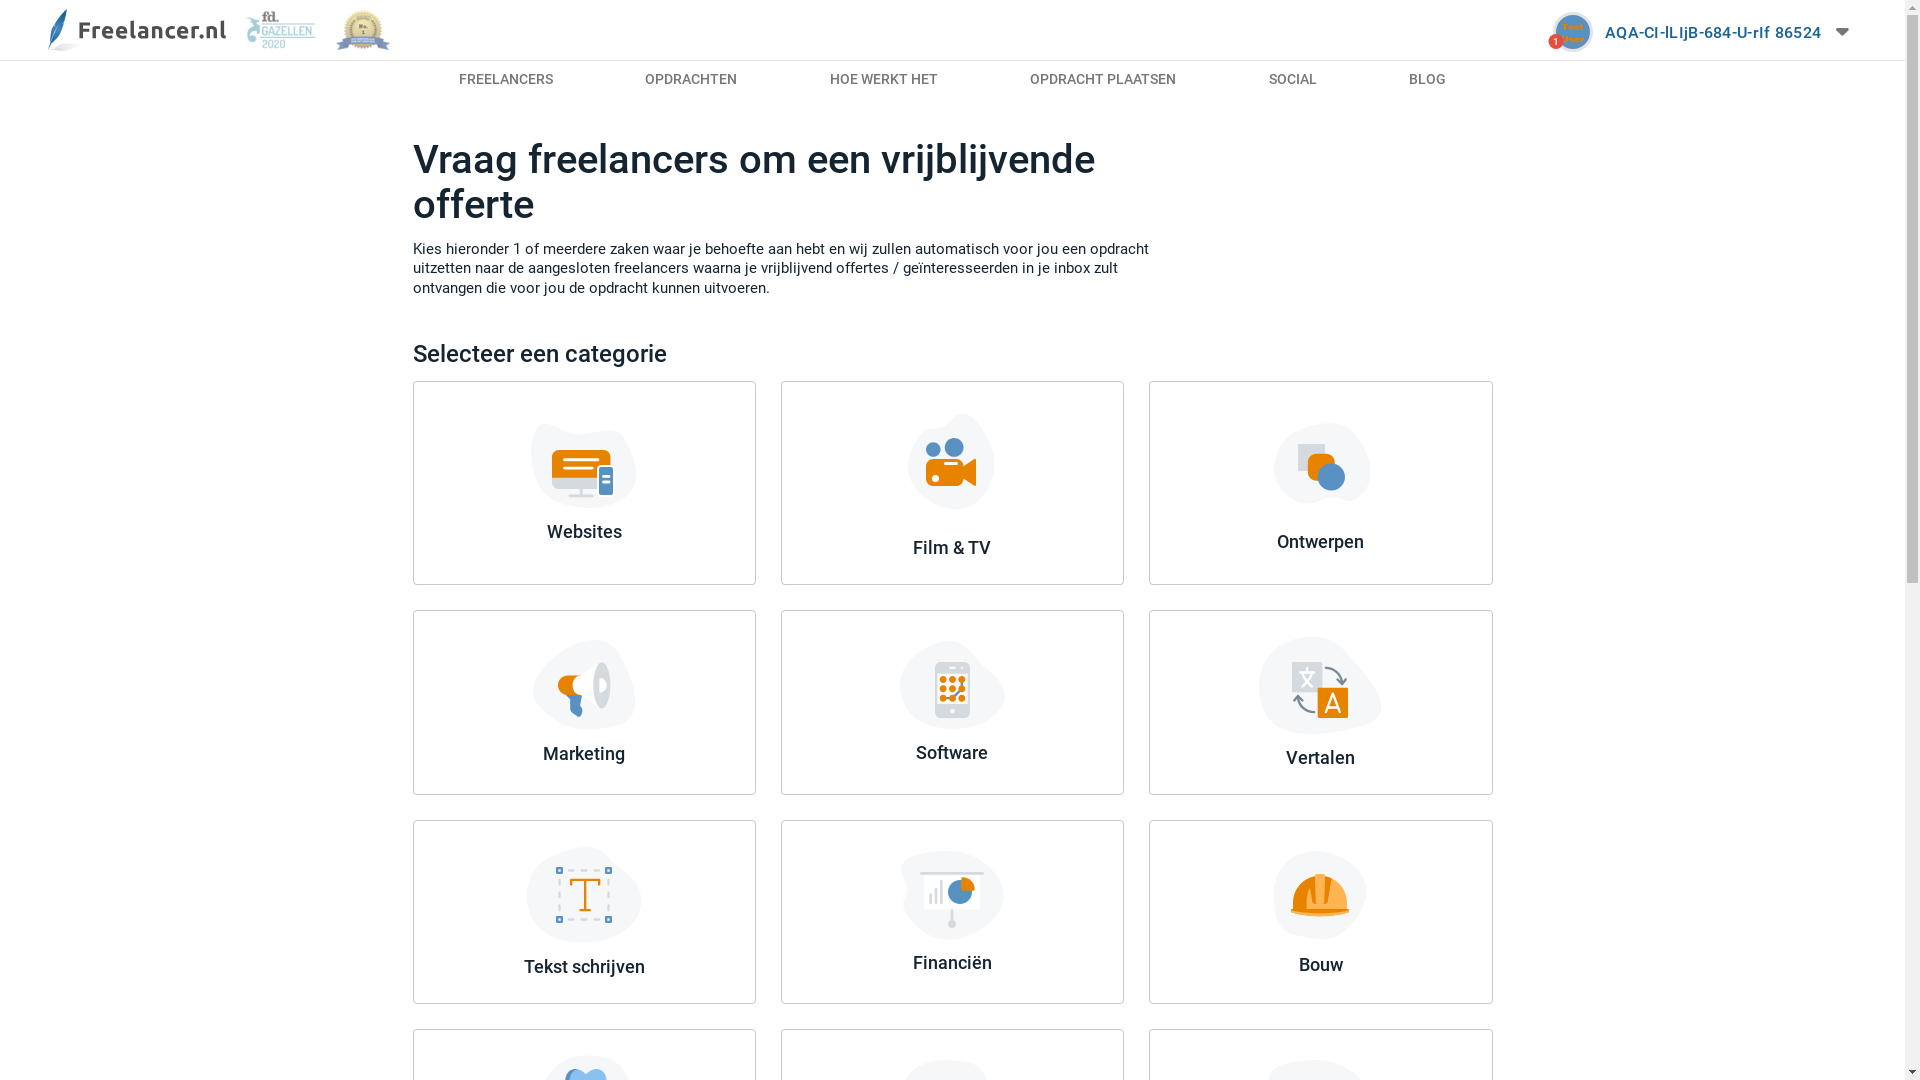 Freelancer.nl
fd.
GAZELLEN
2020
1
AQA-CI-lLIjB-684-U-rIf 86524
FREELANCERS
OPDRACHTEN
HOE WERKT HET
OPDRACHT PLAATSEN
SOCIAL
BLOG
Vraag freelancers om een vrijblijvende
offerte
Kies hieronder 1 of meerdere zaken waar je behoefte aan hebt en wij zullen automatisch voor jou een opdracht
uitzetten naar de aangesloten freelancers waarna je vrijblijvend offertes / geïnteresseerden in je inbox zult
ontvangen die voor jou de opdracht kunnen uitvoeren.
Selecteer een categorie
Websites
Film & TV
Ontwerpen
Marketing
Software
Vertalen
Tekst schrijven
Financiën
Bouw